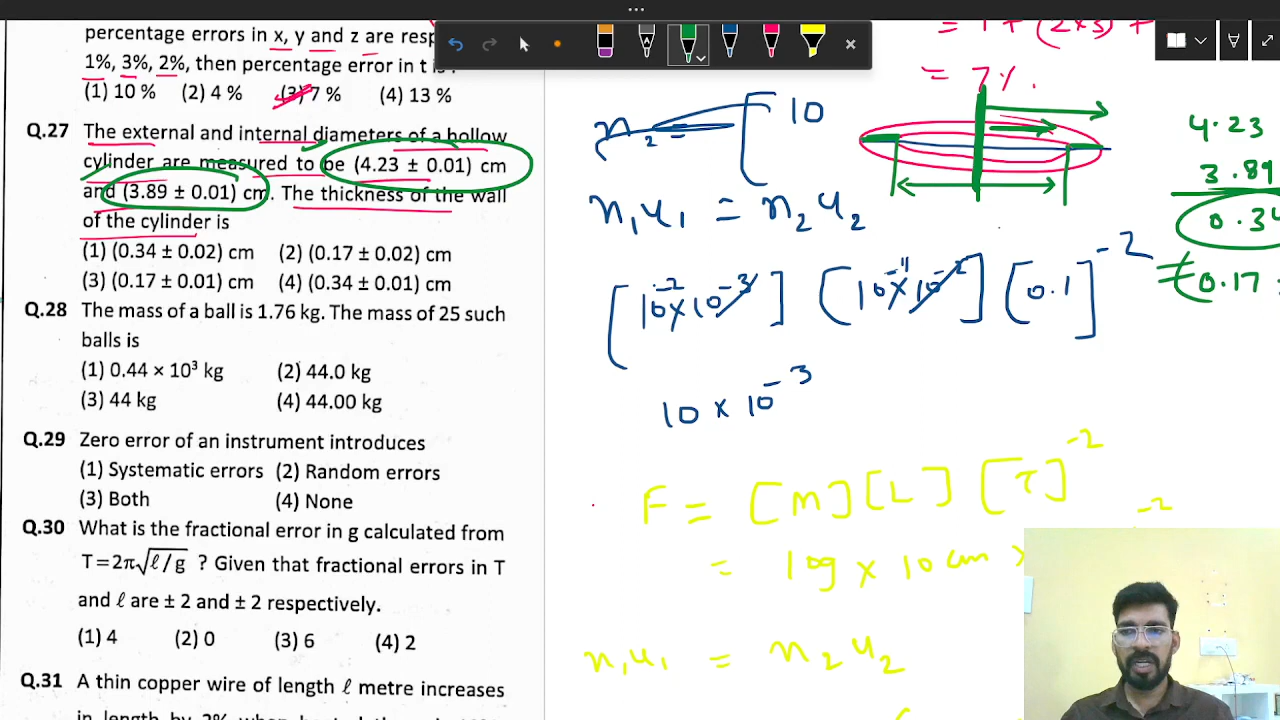 percentage errors in x, y and z are resp
1%, 3%, 2%, then percentage error in t is
(1) 10 % (2) 4 % (3) 7 % (4) 13 %
Q.27 The external and internal diameters of a hollow
cylinder are measured to be (4.23 ± 0.01) cm
and (3.89 ± 0.01) cm. The thickness of the wall
of the cylinder is
(1) (0.34 ± 0.02) cm (2) (0.17 ± 0.02) cm
(3) (0.17 ± 0.01) cm (4) (0.34 ± 0.01) cm
Q.28 The mass of a ball is 1.76 kg. The mass of 25 such
balls is
(1) 0.44 × 10³ kg (2) 44.0 kg
(3) 44 kg (4) 44.00 kg
Q.29 Zero error of an instrument introduces
(1) Systematic errors (2) Random errors
(3) Both (4) None
Q.30 What is the fractional error in g calculated from
T=2π√ℓ/g ? Given that fractional errors in T
and ℓ are ± 2 and ± 2 respectively.
(1) 4 (2) 0 (3) 6 (4) 2
Q.31 A thin copper wire of length ℓ metre increases
= 1 + (2×3) +
= 7%.
n₂ = [ 10
n₁u₁ = n₂u₂
[10×10⁻³] [10×10⁻²] [0.1]⁻²
10 × 10⁻³
F = [M] [L] [T]⁻²
= 10g × 10cm ×
n₁u₁ = n₂u₂
4.23
3.89
0.34
= 0.17